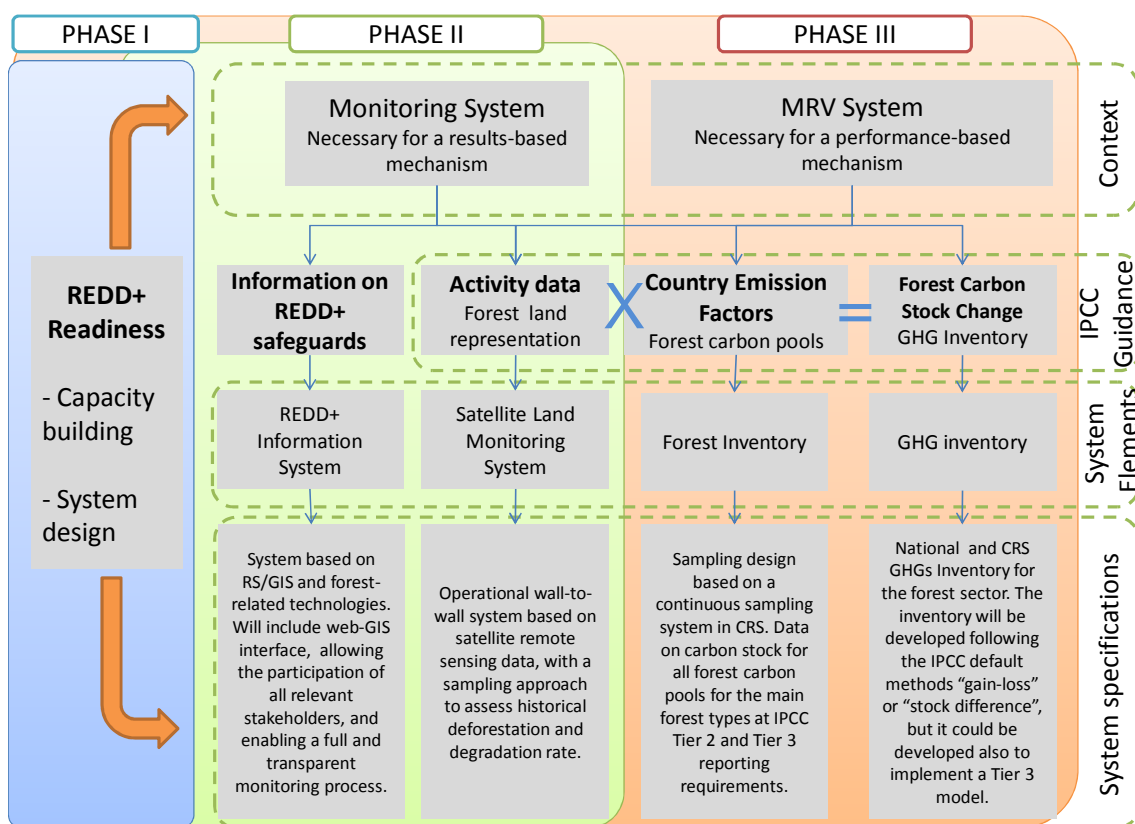 PHASE I
PHASE II
PHASE III
Monitoring System
Necessary for a results-based
mechanism
MRV System
Necessary for a performance-based
mechanism
Context
REDD+
Readiness
- Capacity
building
- System
design
Information on
REDD+
safeguards
Activity data
Forest land
representation
X
Country Emission
Factors
Forest carbon pools
=
Forest Carbon
Stock Change
GHG Inventory
IPCC
Guidance
REDD+
Information
System
Satellite Land
Monitoring
System
Forest Inventory
GHG inventory
System
Elements
System based on
RS/GIS and forest-
related technologies.
Will include web-GIS
interface, allowing
the participation of
all relevant
stakeholders, and
enabling a full and
transparent
monitoring process.
Operational wall-to-
wall system based on
satellite remote
sensing data, with a
sampling approach
to assess historical
deforestation and
degradation rate.
Sampling design
based on a
continuous sampling
system in CRS. Data
on carbon stock for
all forest carbon
pools for the main
forest types at IPCC
Tier 2 and Tier 3
reporting
requirements.
National and CRS
GHGs Inventory for
the forest sector. The
inventory will be
developed following
the IPCC default
methods “gain-loss”
or “stock difference”,
but it could be
developed also to
implement a Tier 3
model.
System specifications